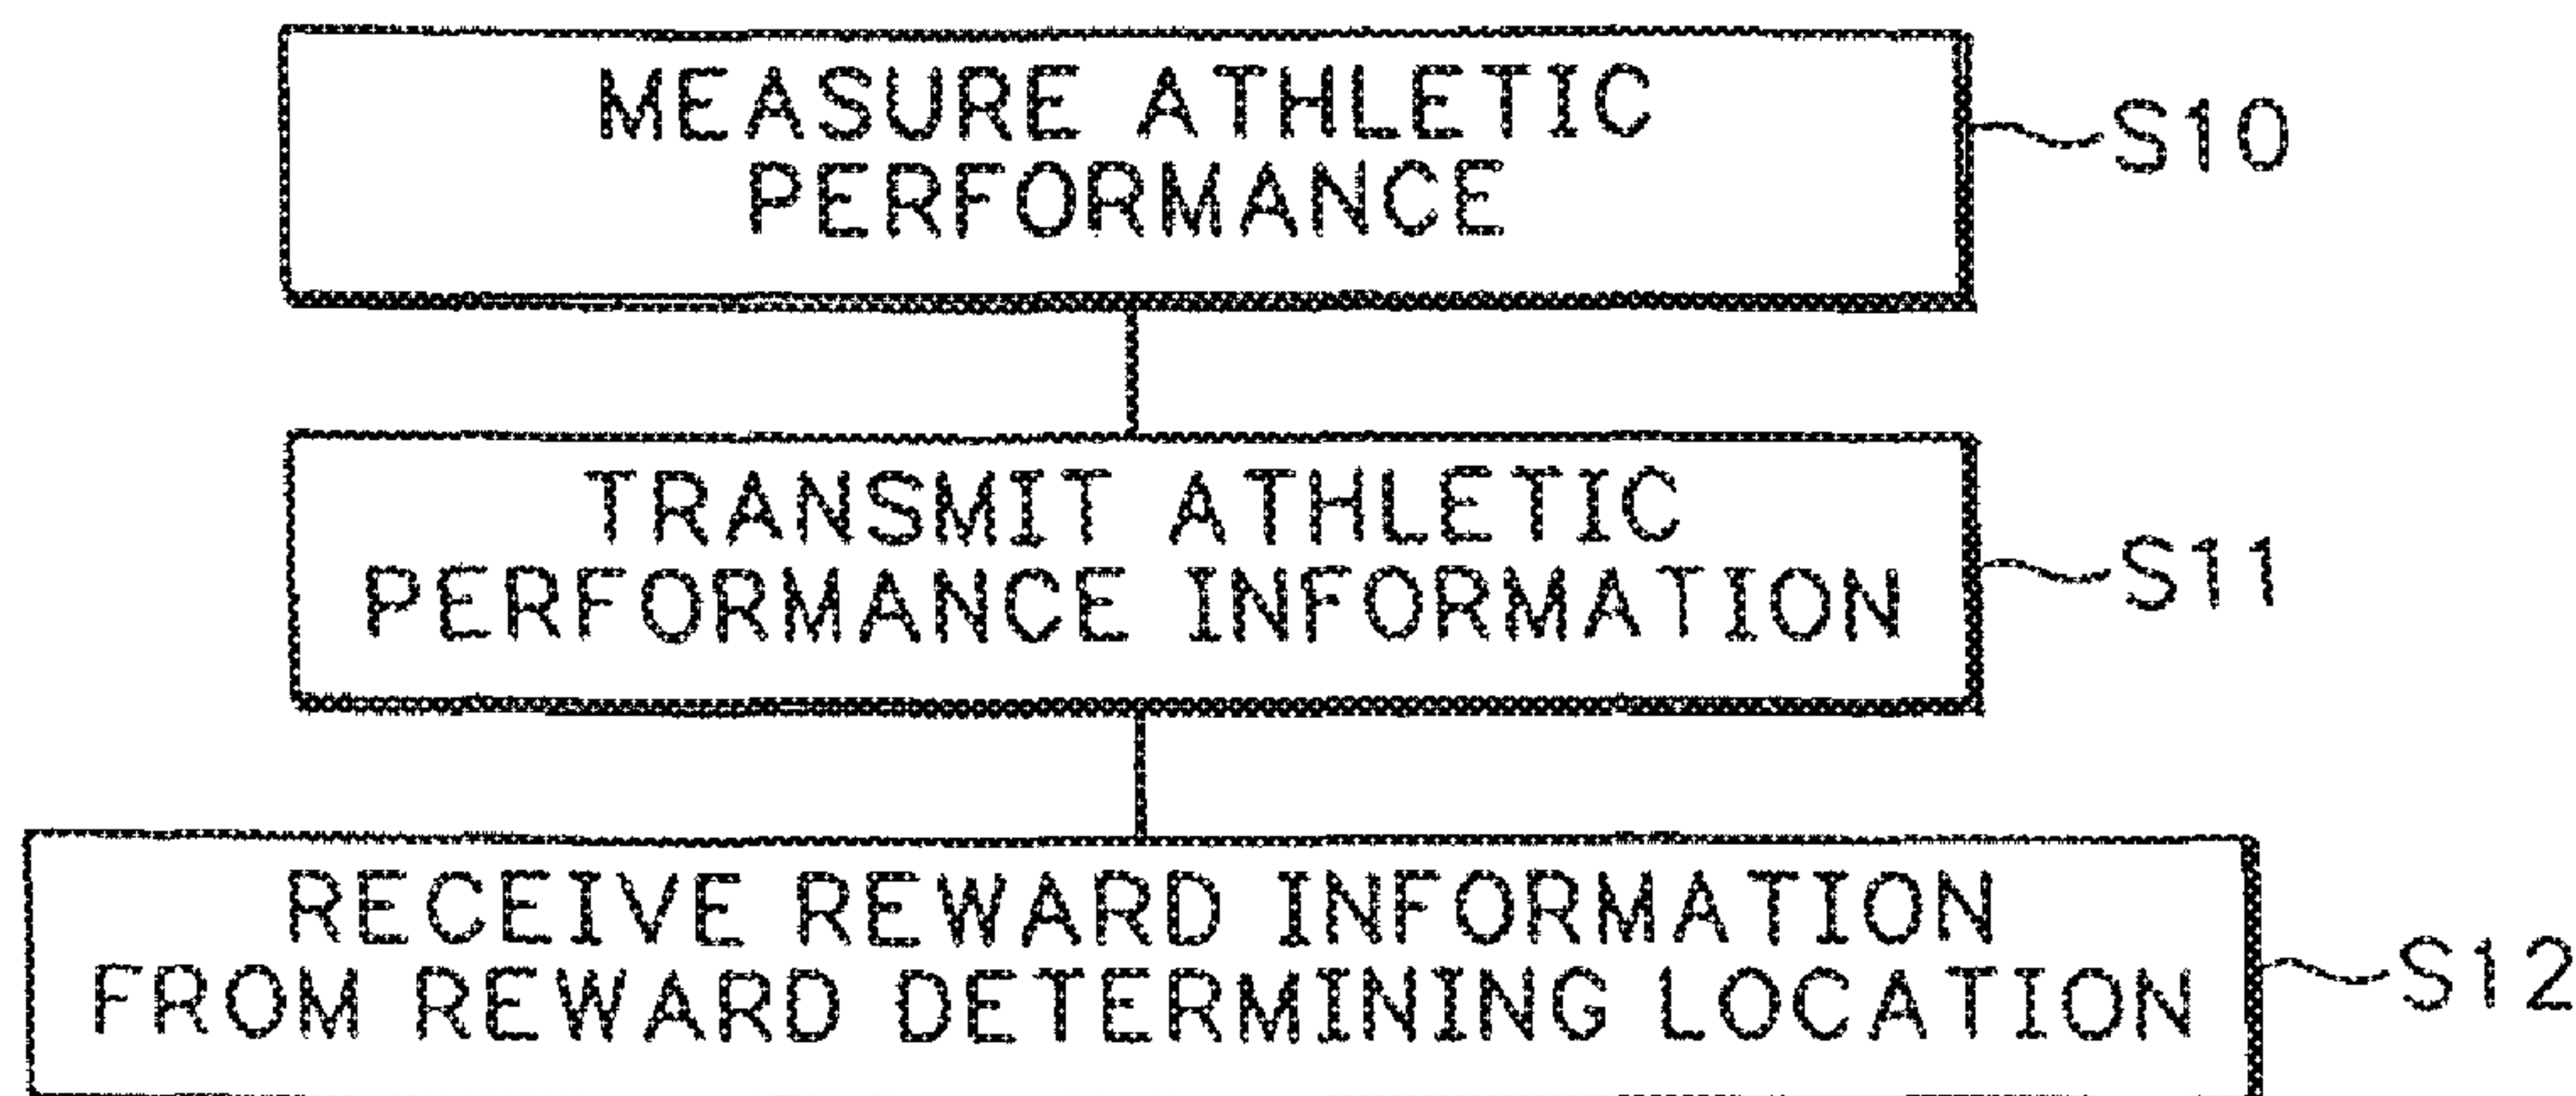 MEASURE ATHLETIC
PERFORMANCE
S10
TRANSMIT ATHLETIC
PERFORMANCE INFORMATION
S11
RECEIVE REWARD INFORMATION
FROM REWARD DETERMINING LOCATION
S12